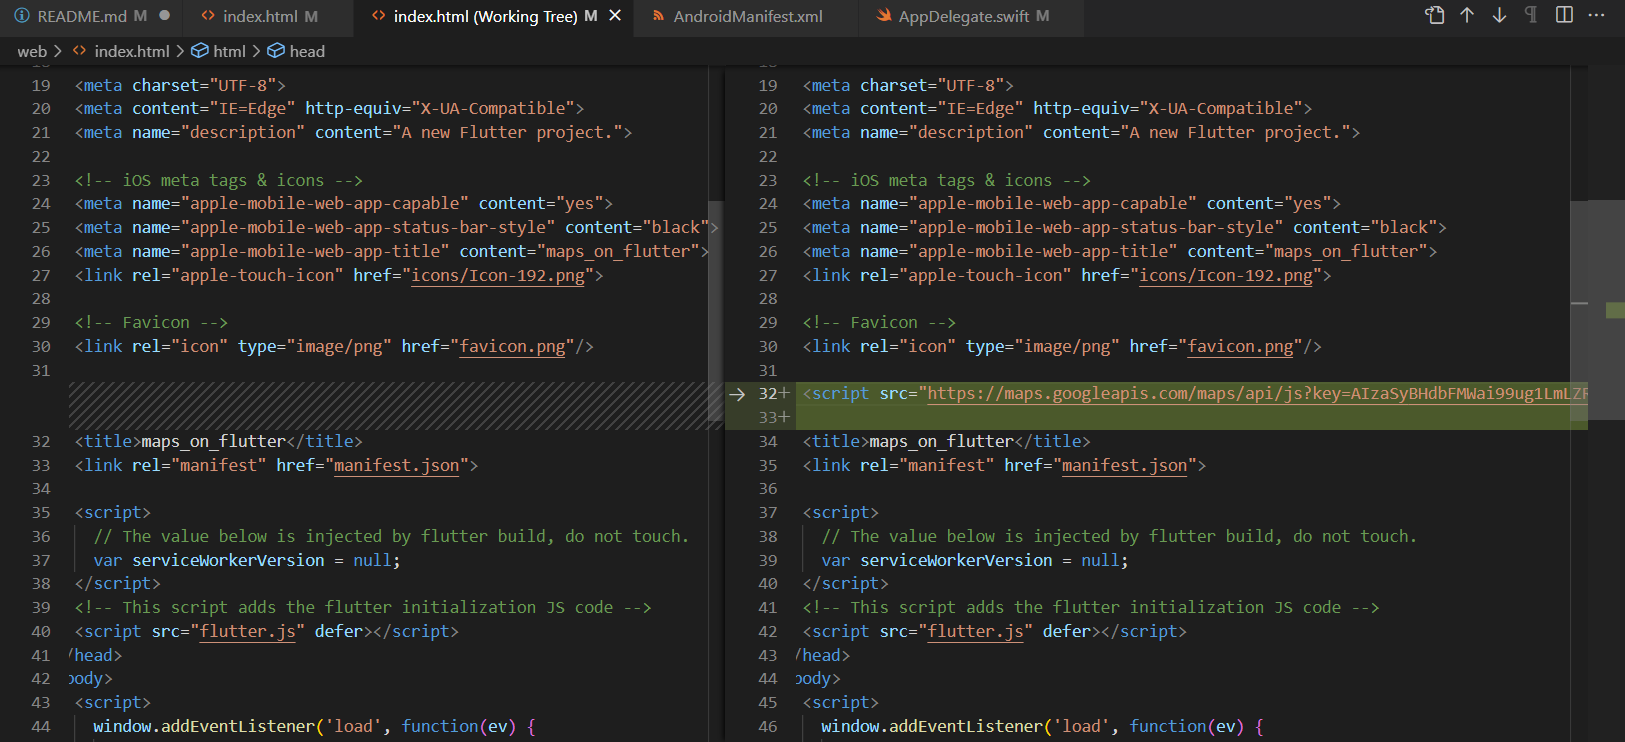 README.md M ● index.html M index.html (Working Tree) M AndroidManifest.xml AppDelegate.swift M
web > index.html > html > head
19 <meta charset="UTF-8">
20 <meta content="IE=Edge" http-equiv="X-UA-Compatible">
21 <meta name="description" content="A new Flutter project.">
22
23 <!-- iOS meta tags & icons -->
24 <meta name="apple-mobile-web-app-capable" content="yes">
25 <meta name="apple-mobile-web-app-status-bar-style" content="black">
26 <meta name="apple-mobile-web-app-title" content="maps_on_flutter">
27 <link rel="apple-touch-icon" href="icons/Icon-192.png">
28
29 <!-- Favicon -->
30 <link rel="icon" type="image/png" href="favicon.png"/>
31
32 <title>maps_on_flutter</title>
33 <link rel="manifest" href="manifest.json">
34
35 <script>
36 // The value below is injected by flutter build, do not touch.
37 var serviceWorkerVersion = null;
38 </script>
39 <!-- This script adds the flutter initialization JS code -->
40 <script src="flutter.js" defer></script>
41 /head>
42 body>
43 <script>
44 window.addEventListener('load', function(ev) {
19 <meta charset="UTF-8">
20 <meta content="IE=Edge" http-equiv="X-UA-Compatible">
21 <meta name="description" content="A new Flutter project.">
22
23 <!-- iOS meta tags & icons -->
24 <meta name="apple-mobile-web-app-capable" content="yes">
25 <meta name="apple-mobile-web-app-status-bar-style" content="black">
26 <meta name="apple-mobile-web-app-title" content="maps_on_flutter">
27 <link rel="apple-touch-icon" href="icons/Icon-192.png">
28
29 <!-- Favicon -->
30 <link rel="icon" type="image/png" href="favicon.png"/>
31
32+ <script src="https://maps.googleapis.com/maps/api/js?key=AIzaSyBHdbFMWai99ug1LmLZ
33+
34 <title>maps_on_flutter</title>
35 <link rel="manifest" href="manifest.json">
36
37 <script>
38 // The value below is injected by flutter build, do not touch.
39 var serviceWorkerVersion = null;
40 </script>
41 <!-- This script adds the flutter initialization JS code -->
42 <script src="flutter.js" defer></script>
43 /head>
44 body>
45 <script>
46 window.addEventListener('load', function(ev) {